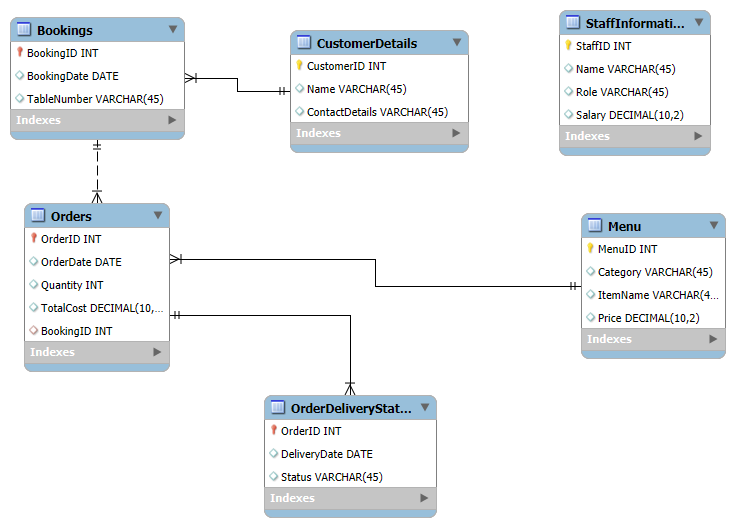 Bookings
BookingID INT
BookingDate DATE
TableNumber VARCHAR(45)
Indexes
CustomerDetails
CustomerID INT
Name VARCHAR(45)
ContactDetails VARCHAR(45)
Indexes
StaffInformati...
StaffID INT
Name VARCHAR(45)
Role VARCHAR(45)
Salary DECIMAL(10,2)
Indexes
Orders
OrderID INT
OrderDate DATE
Quantity INT
TotalCost DECIMAL(10,...
BookingID INT
Indexes
Menu
MenuID INT
Category VARCHAR(45)
ItemName VARCHAR(4...
Price DECIMAL(10,2)
Indexes
OrderDeliveryStat...
OrderID INT
DeliveryDate DATE
Status VARCHAR(45)
Indexes